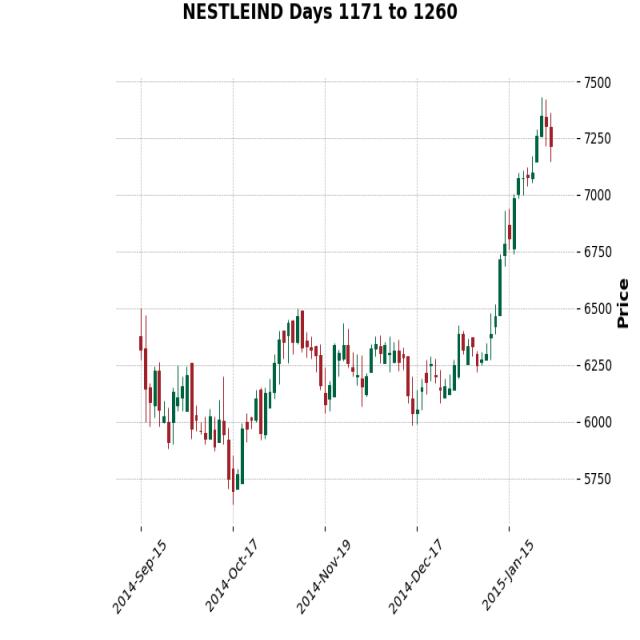 NESTLEIND Days 1171 to 1260
7500
7250
7000
6750
6500
6250
6000
5750
Price
2014-Sep-15
2014-Oct-17
2014-Nov-19
2014-Dec-17
2015-Jan-15